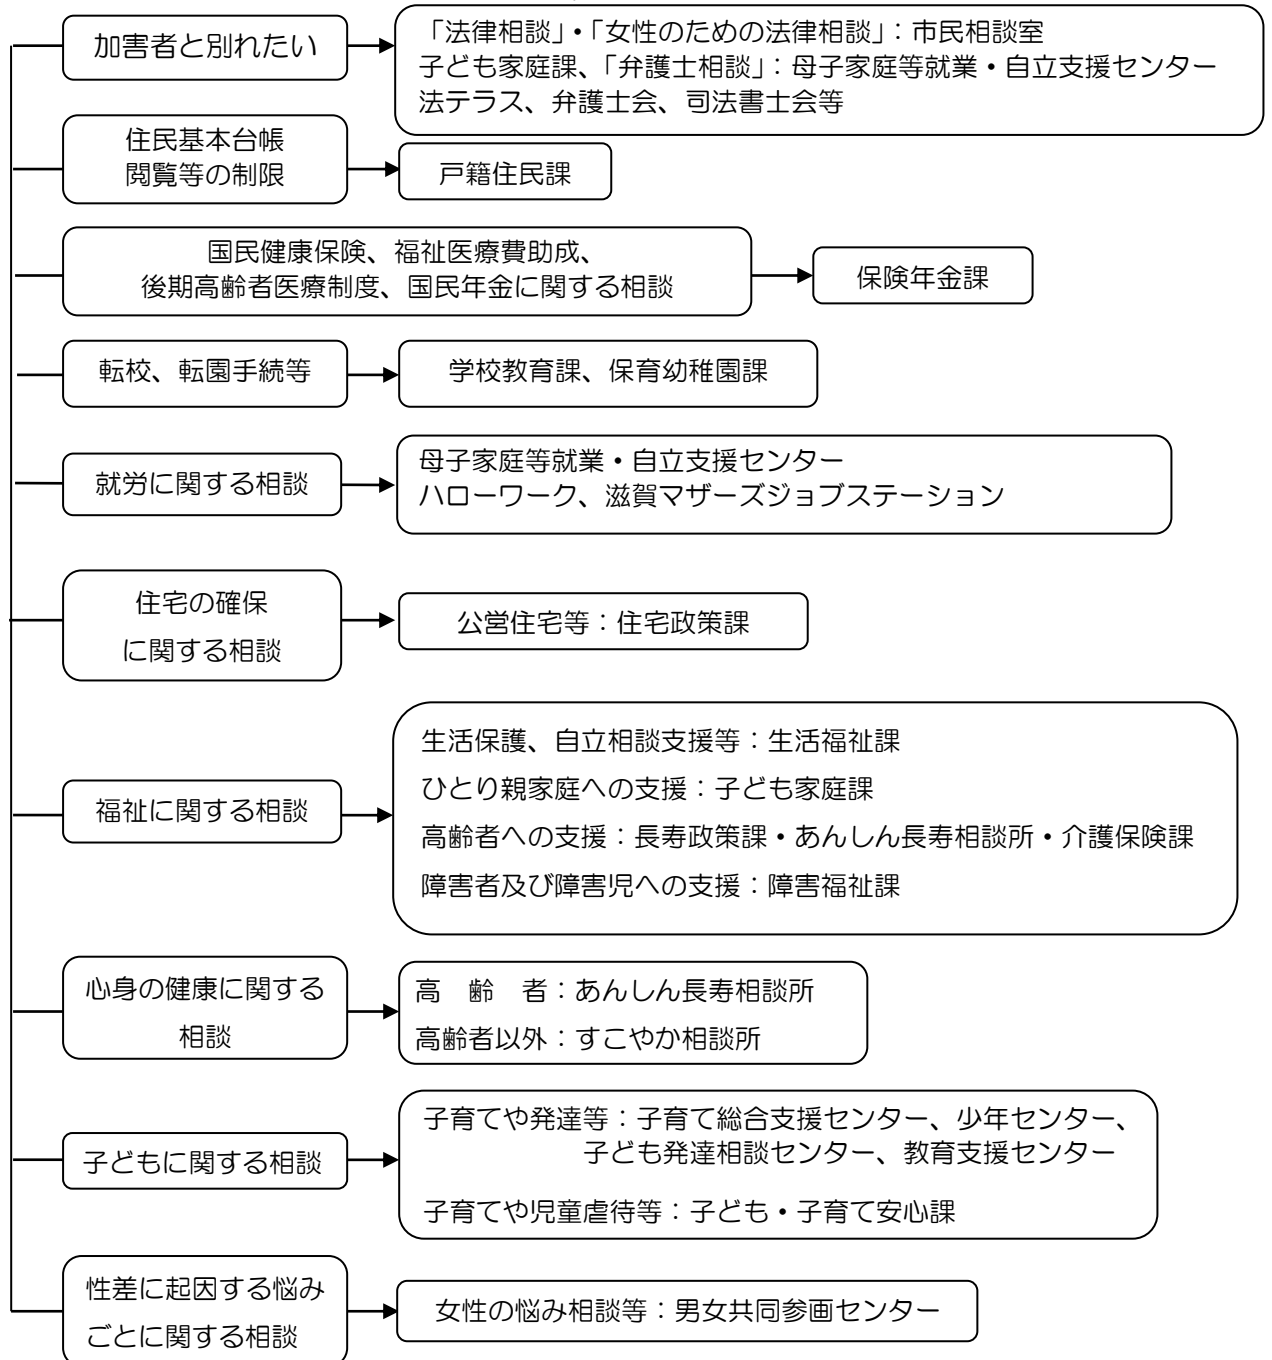 加害者と別れたい
「法律相談」・「女性のための法律相談」：市民相談室
子ども家庭課、「弁護士相談」：母子家庭等就業・自立支援センター
法テラス、弁護士会、司法書士会等
住民基本台帳
閲覧等の制限
戸籍住民課
国民健康保険、福祉医療費助成、
後期高齢者医療制度、国民年金に関する相談
保険年金課
転校、転園手続等
学校教育課、保育幼稚園課
就労に関する相談
母子家庭等就業・自立支援センター
ハローワーク、滋賀マザーズジョブステーション
住宅の確保
に関する相談
公営住宅等：住宅政策課
福祉に関する相談
生活保護、自立相談支援等：生活福祉課
ひとり親家庭への支援：子ども家庭課
高齢者への支援：長寿政策課・あんしん長寿相談所・介護保険課
障害者及び障害児への支援：障害福祉課
心身の健康に関する
相談
高　齢　者：あんしん長寿相談所
高齢者以外：すこやか相談所
子どもに関する相談
子育てや発達等：子育て総合支援センター、少年センター、
子ども発達相談センター、教育支援センター
子育てや児童虐待等：子ども・子育て安心課
性差に起因する悩み
ごとに関する相談
女性の悩み相談等：男女共同参画センター